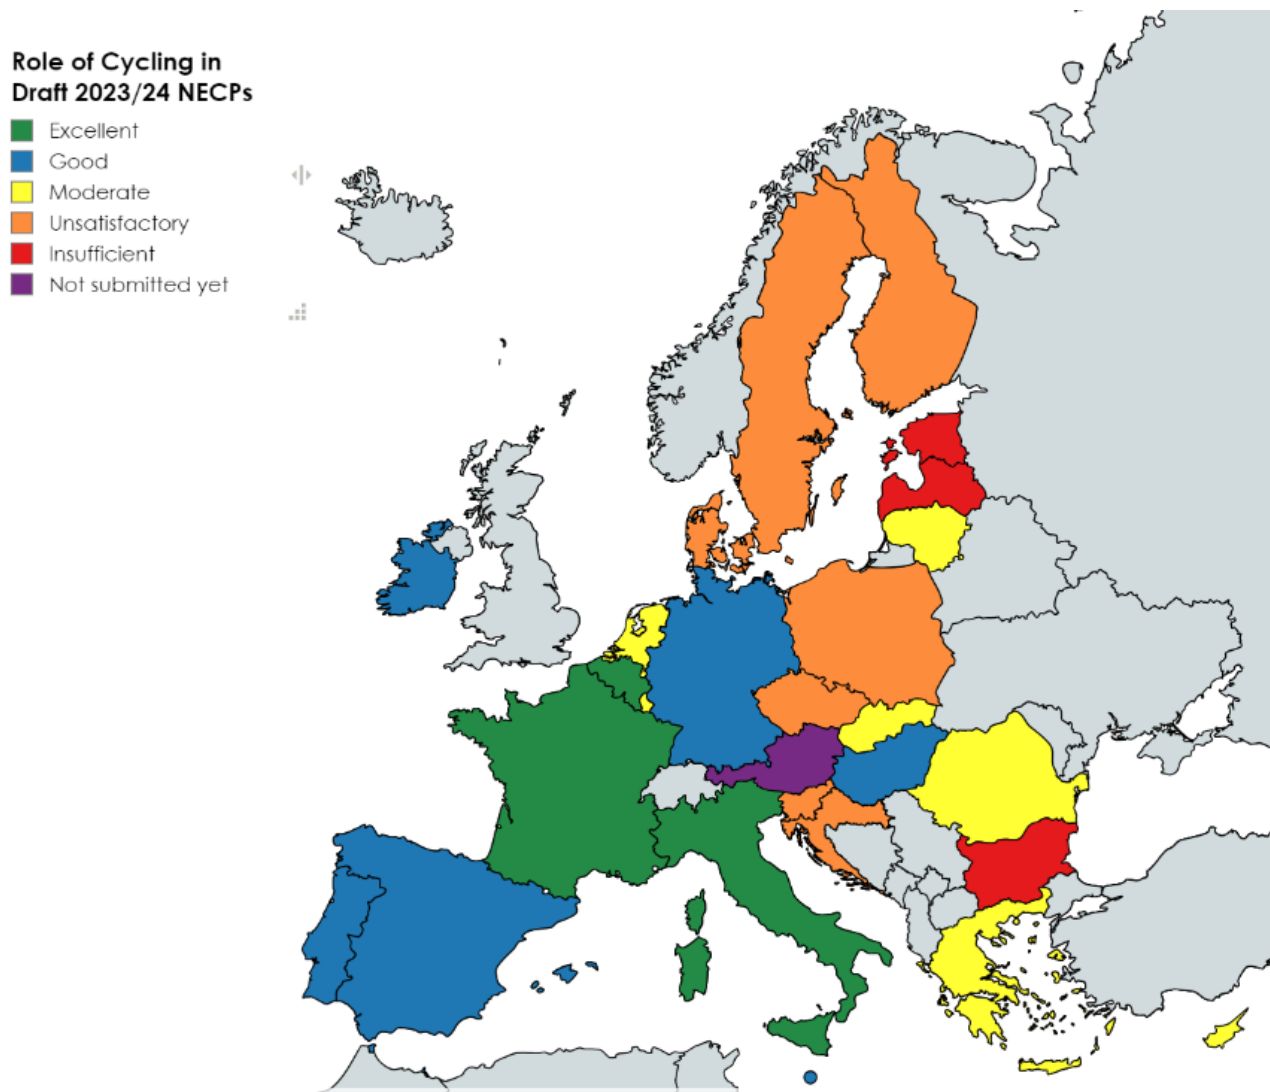 Role of Cycling in
Draft 2023/24 NECPs
Excellent
Good
Moderate
Unsatisfactory
Insufficient
Not submitted yet